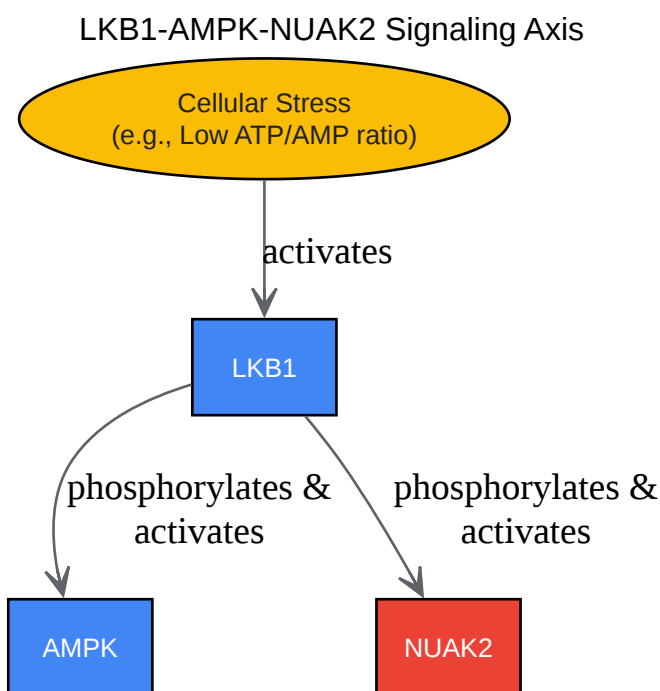 LKB1-AMPK-NUAK2 Signaling Axis
Cellular Stress
(e.g., Low ATP/AMP ratio)
activates
LKB1
phosphorylates &
activates
phosphorylates &
activates
AMPK
NUAK2